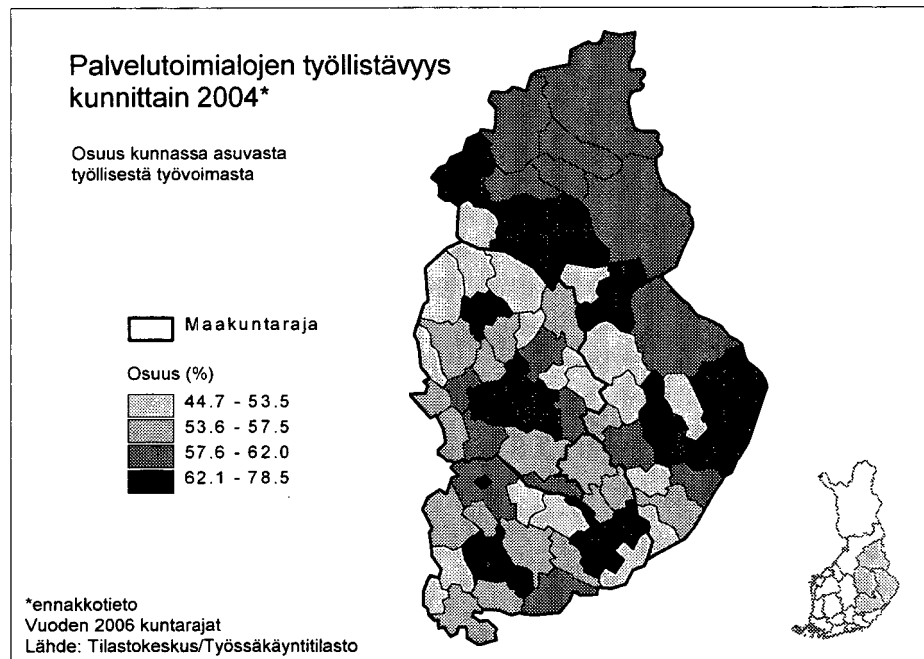 Palvelutoimialojen työllistävyys
kunnittain 2004*
Osuus kunnassa asuvasta
työllisestä työvoimasta
Maakuntaraja
Osuus (%)
44.7 - 53.5
53.6 - 57.5
57.6 - 62.0
62.1 - 78.5
*ennakkotieto
Vuoden 2006 kuntarajat
Lähde: Tilastokeskus/Työssäkäyntitilasto